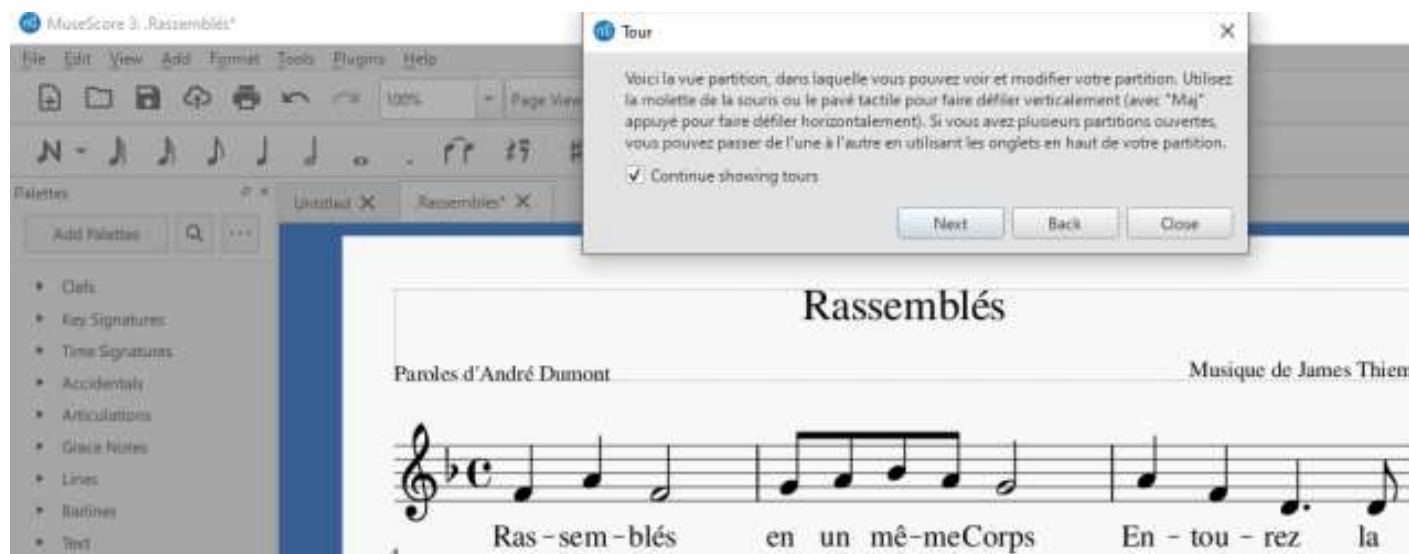 MuseScore 3: .Rassemblés*
File Edit View Add Format Tools Plugins Help
100% Page View
Tour
Voici la vue partition, dans laquelle vous pouvez voir et modifier votre partition. Utilisez
la molette de la souris ou le pavé tactile pour faire défiler verticalement (avec "Maj"
appuyé pour faire défiler horizontalement). Si vous avez plusieurs partitions ouvertes,
vous pouvez passer de l'une à l'autre en utilisant les onglets en haut de votre partition.
Continue showing tours
Next Back Close
Palettes
Untitled Rassembles*
Add Palettes
Clefs
Key Signatures
Time Signatures
Accidentals
Articulations
Grace Notes
Lines
Barlines
Text
Rassemblés
Paroles d'André Dumont Musique de James Thiem
Ras - sem - blés en un mê - meCorps En - tou - rez la